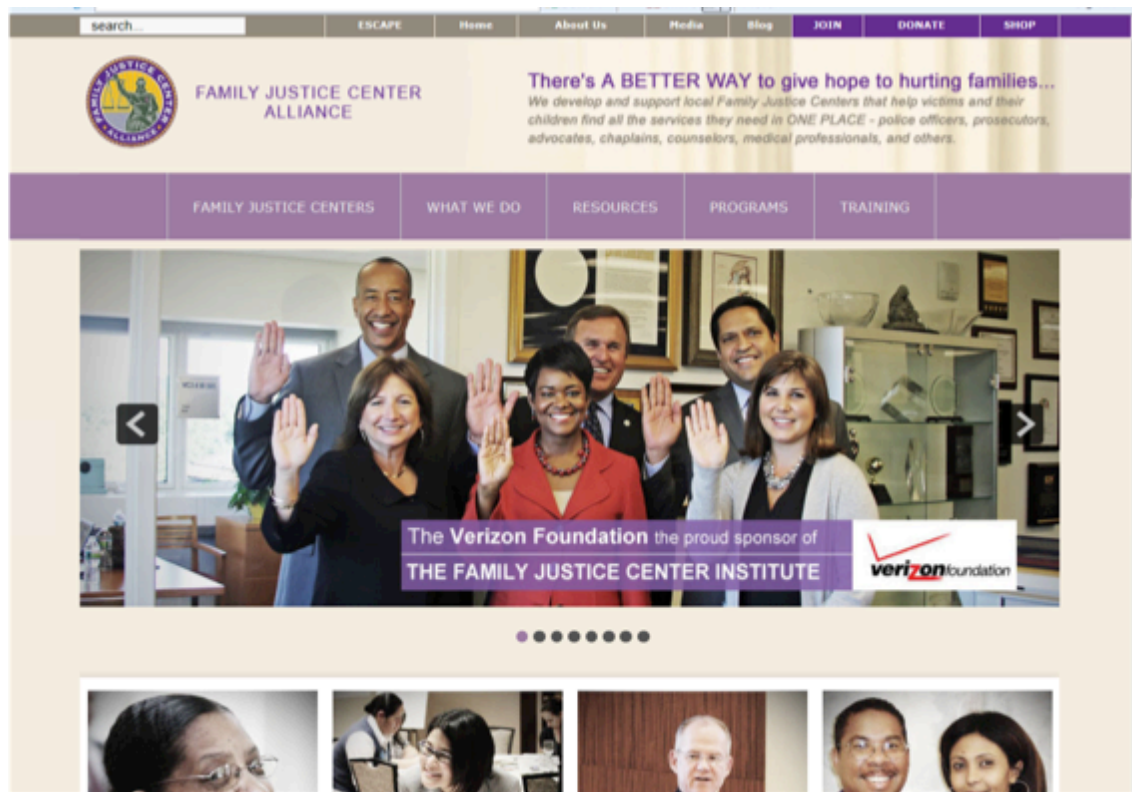 search...
ESCAPE
Home
About Us
Media
Blog
JOIN
DONATE
SHOP
FAMILY JUSTICE CENTER
ALLIANCE
FAMILY JUSTICE CENTER
ALLIANCE
There's A BETTER WAY to give hope to hurting families...
We develop and support local Family Justice Centers that help victims and their
children find all the services they need in ONE PLACE - police officers, prosecutors,
advocates, chaplains, counselors, medical professionals, and others.
FAMILY JUSTICE CENTERS
WHAT WE DO
RESOURCES
PROGRAMS
TRAINING
The Verizon Foundation the proud sponsor of
THE FAMILY JUSTICE CENTER INSTITUTE
verizonfoundation